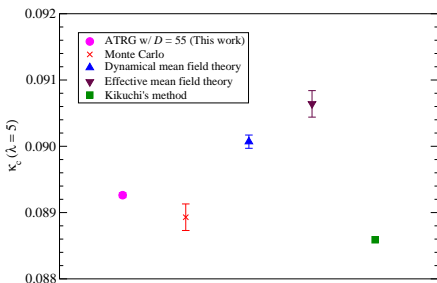 0.092
ATRG w/ D = 55 (This work)
Monte Carlo
Dynamical mean field theory
Effective mean field theory
Kikuchi's method
0.091
0.090
0.089
0.088
κc (λ = 5)